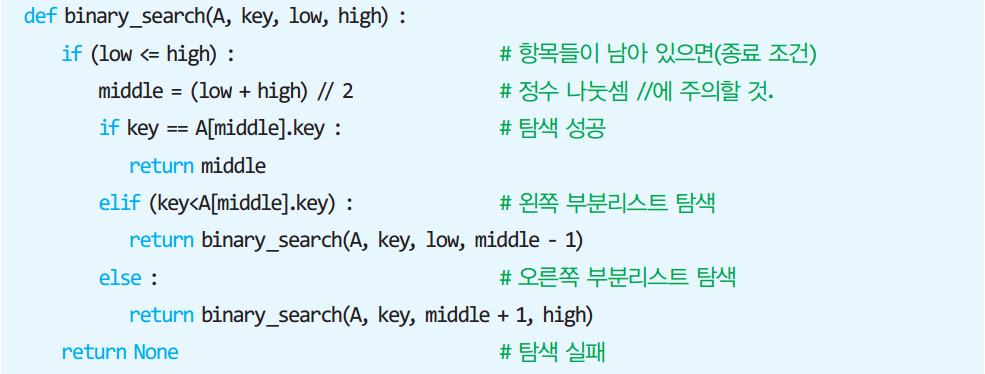 def binary_search(A, key, low, high) :
if (low <= high) : # 항목들이 남아 있으면(종료 조건)
middle = (low + high) // 2 # 정수 나눗셈 //에 주의할 것.
if key == A[middle].key : # 탐색 성공
return middle
elif (key<A[middle].key) : # 왼쪽 부분리스트 탐색
return binary_search(A, key, low, middle - 1)
else : # 오른쪽 부분리스트 탐색
return binary_search(A, key, middle + 1, high)
return None # 탐색 실패